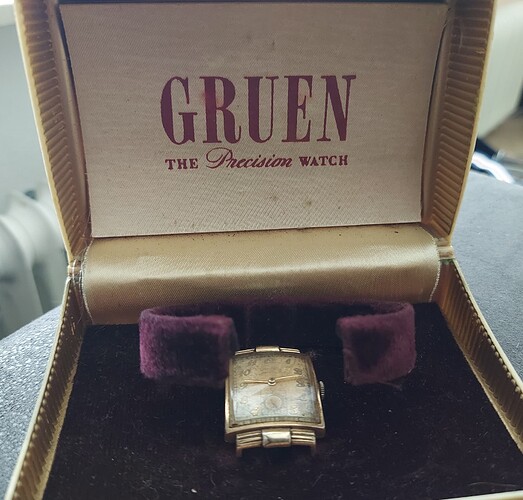 GRUEN
THE Precision WATCH